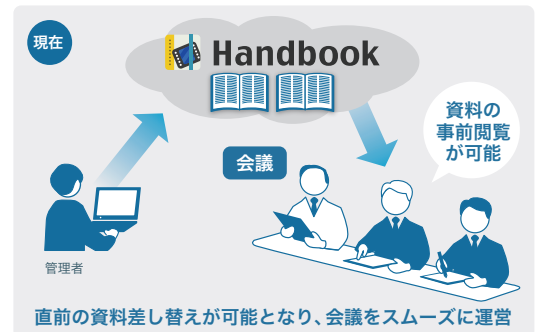 現在
Handbook
資料の
事前閲覧
が可能
会議
管理者
直前の資料差し替えが可能となり、会議をスムーズに運営